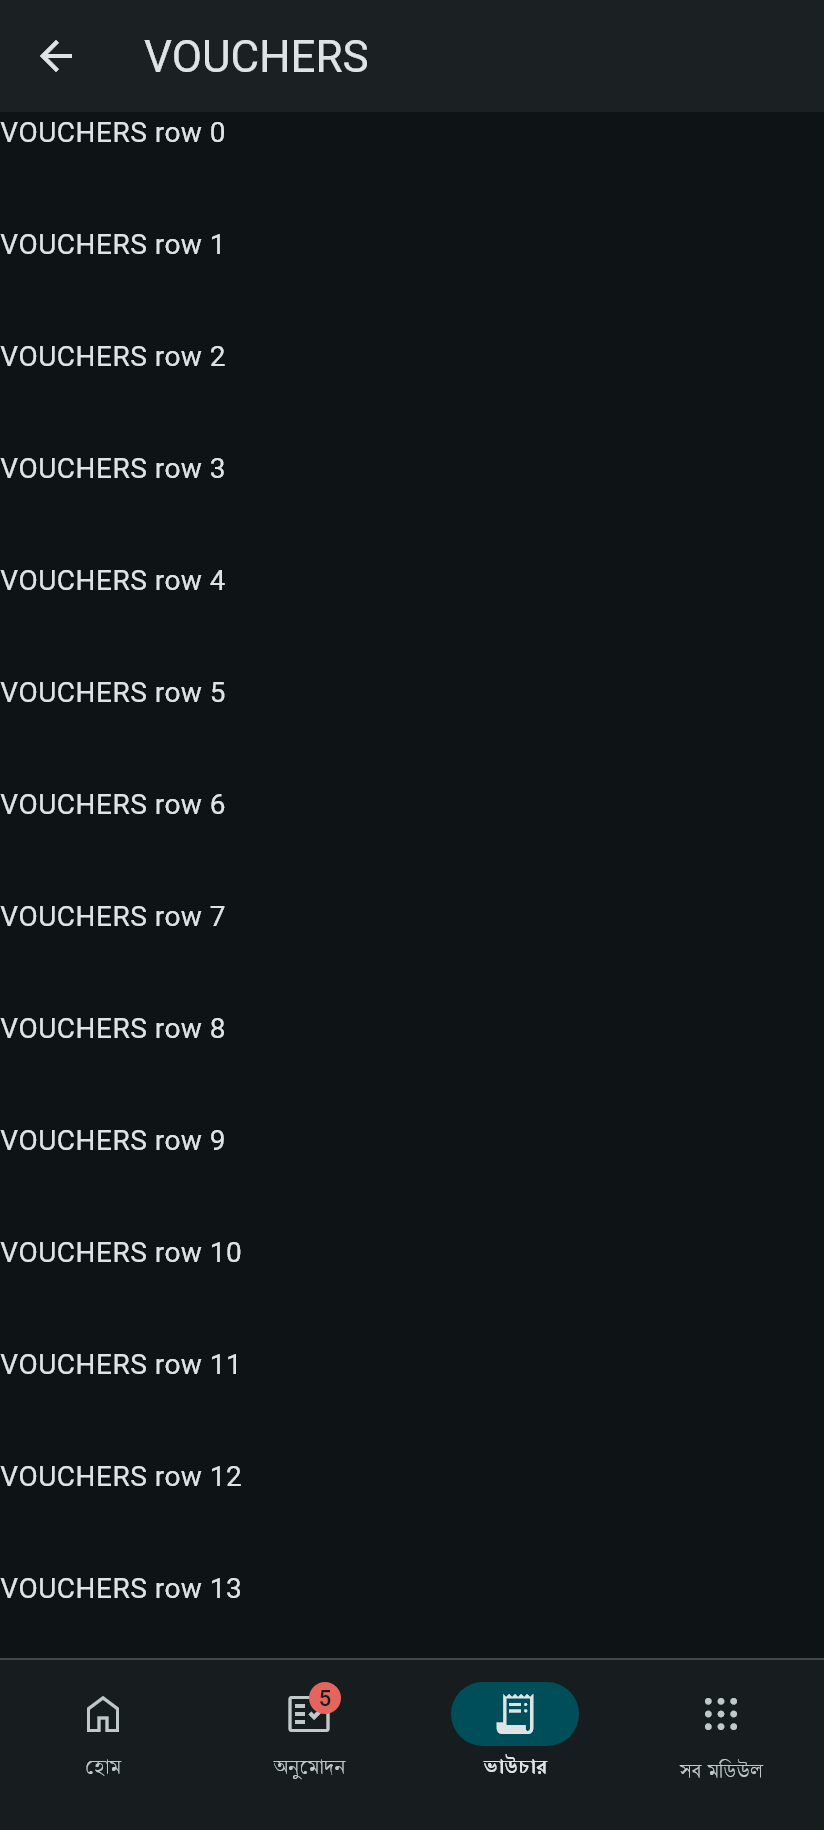 VOUCHERS
VOUCHERS row 0
VOUCHERS row 1
VOUCHERS row 2
VOUCHERS row 3
VOUCHERS row 4
VOUCHERS row 5
VOUCHERS row 6
VOUCHERS row 7
VOUCHERS row 8
VOUCHERS row 9
VOUCHERS row 10
VOUCHERS row 11
VOUCHERS row 12
VOUCHERS row 13
5
হোম অনুমোদন ভাউচার সব মডিউল